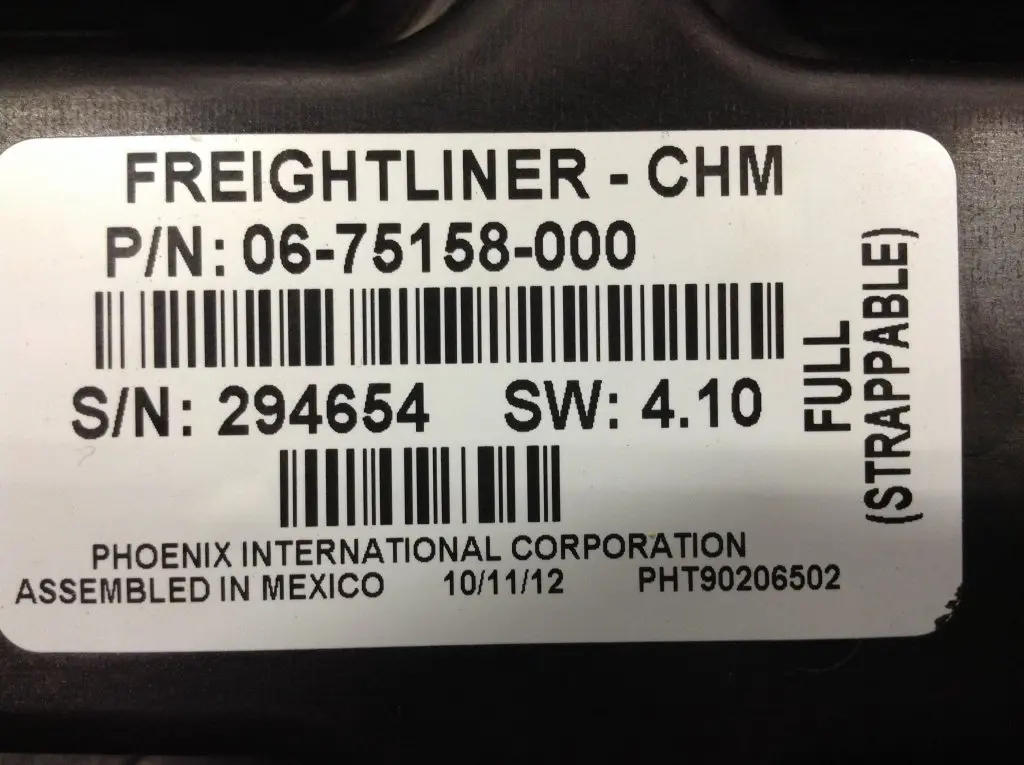 FREIGHTLINER - CHM
P/N: 06-75158-000
S/N: 294654 SW: 4.10
FULL
(STRAPPABLE)
PHOENIX INTERNATIONAL CORPORATION
ASSEMBLED IN MEXICO 10/11/12 PHT90206502